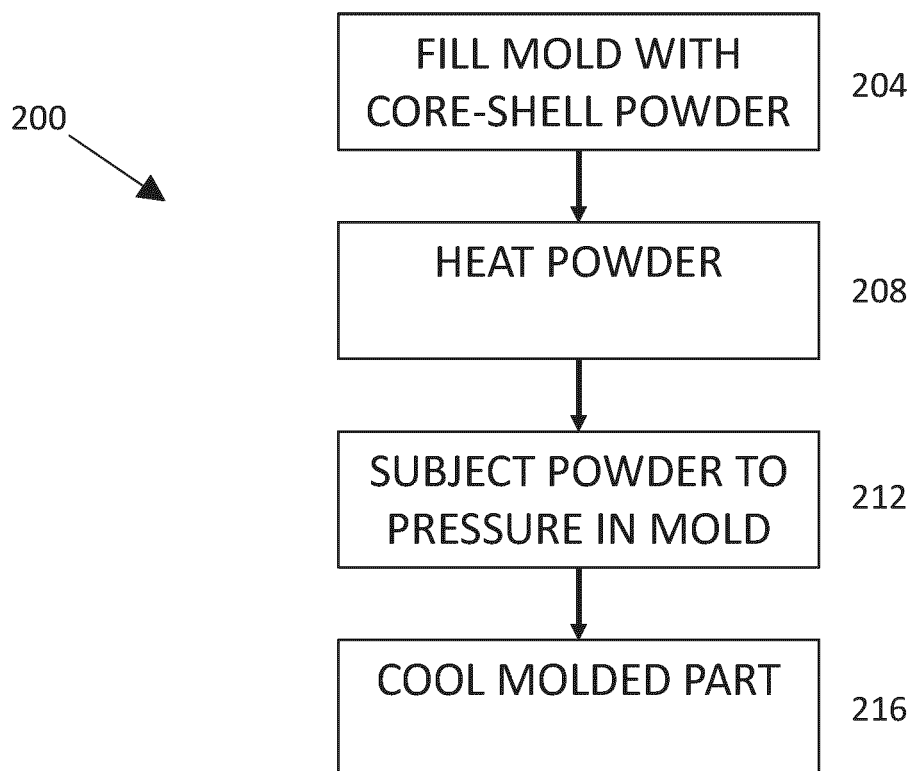 FILL MOLD WITH
CORE-SHELL POWDER
204
200
HEAT POWDER
208
SUBJECT POWDER TO
PRESSURE IN MOLD
212
COOL MOLDED PART
216